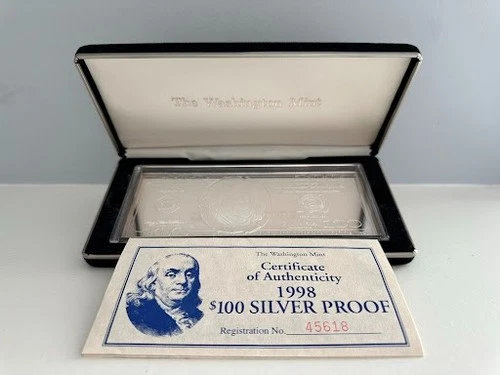 The Washington Mint
The Washington Mint
Certificate
of Authenticity
1998
$100 SILVER PROOF
Registration No. 45618